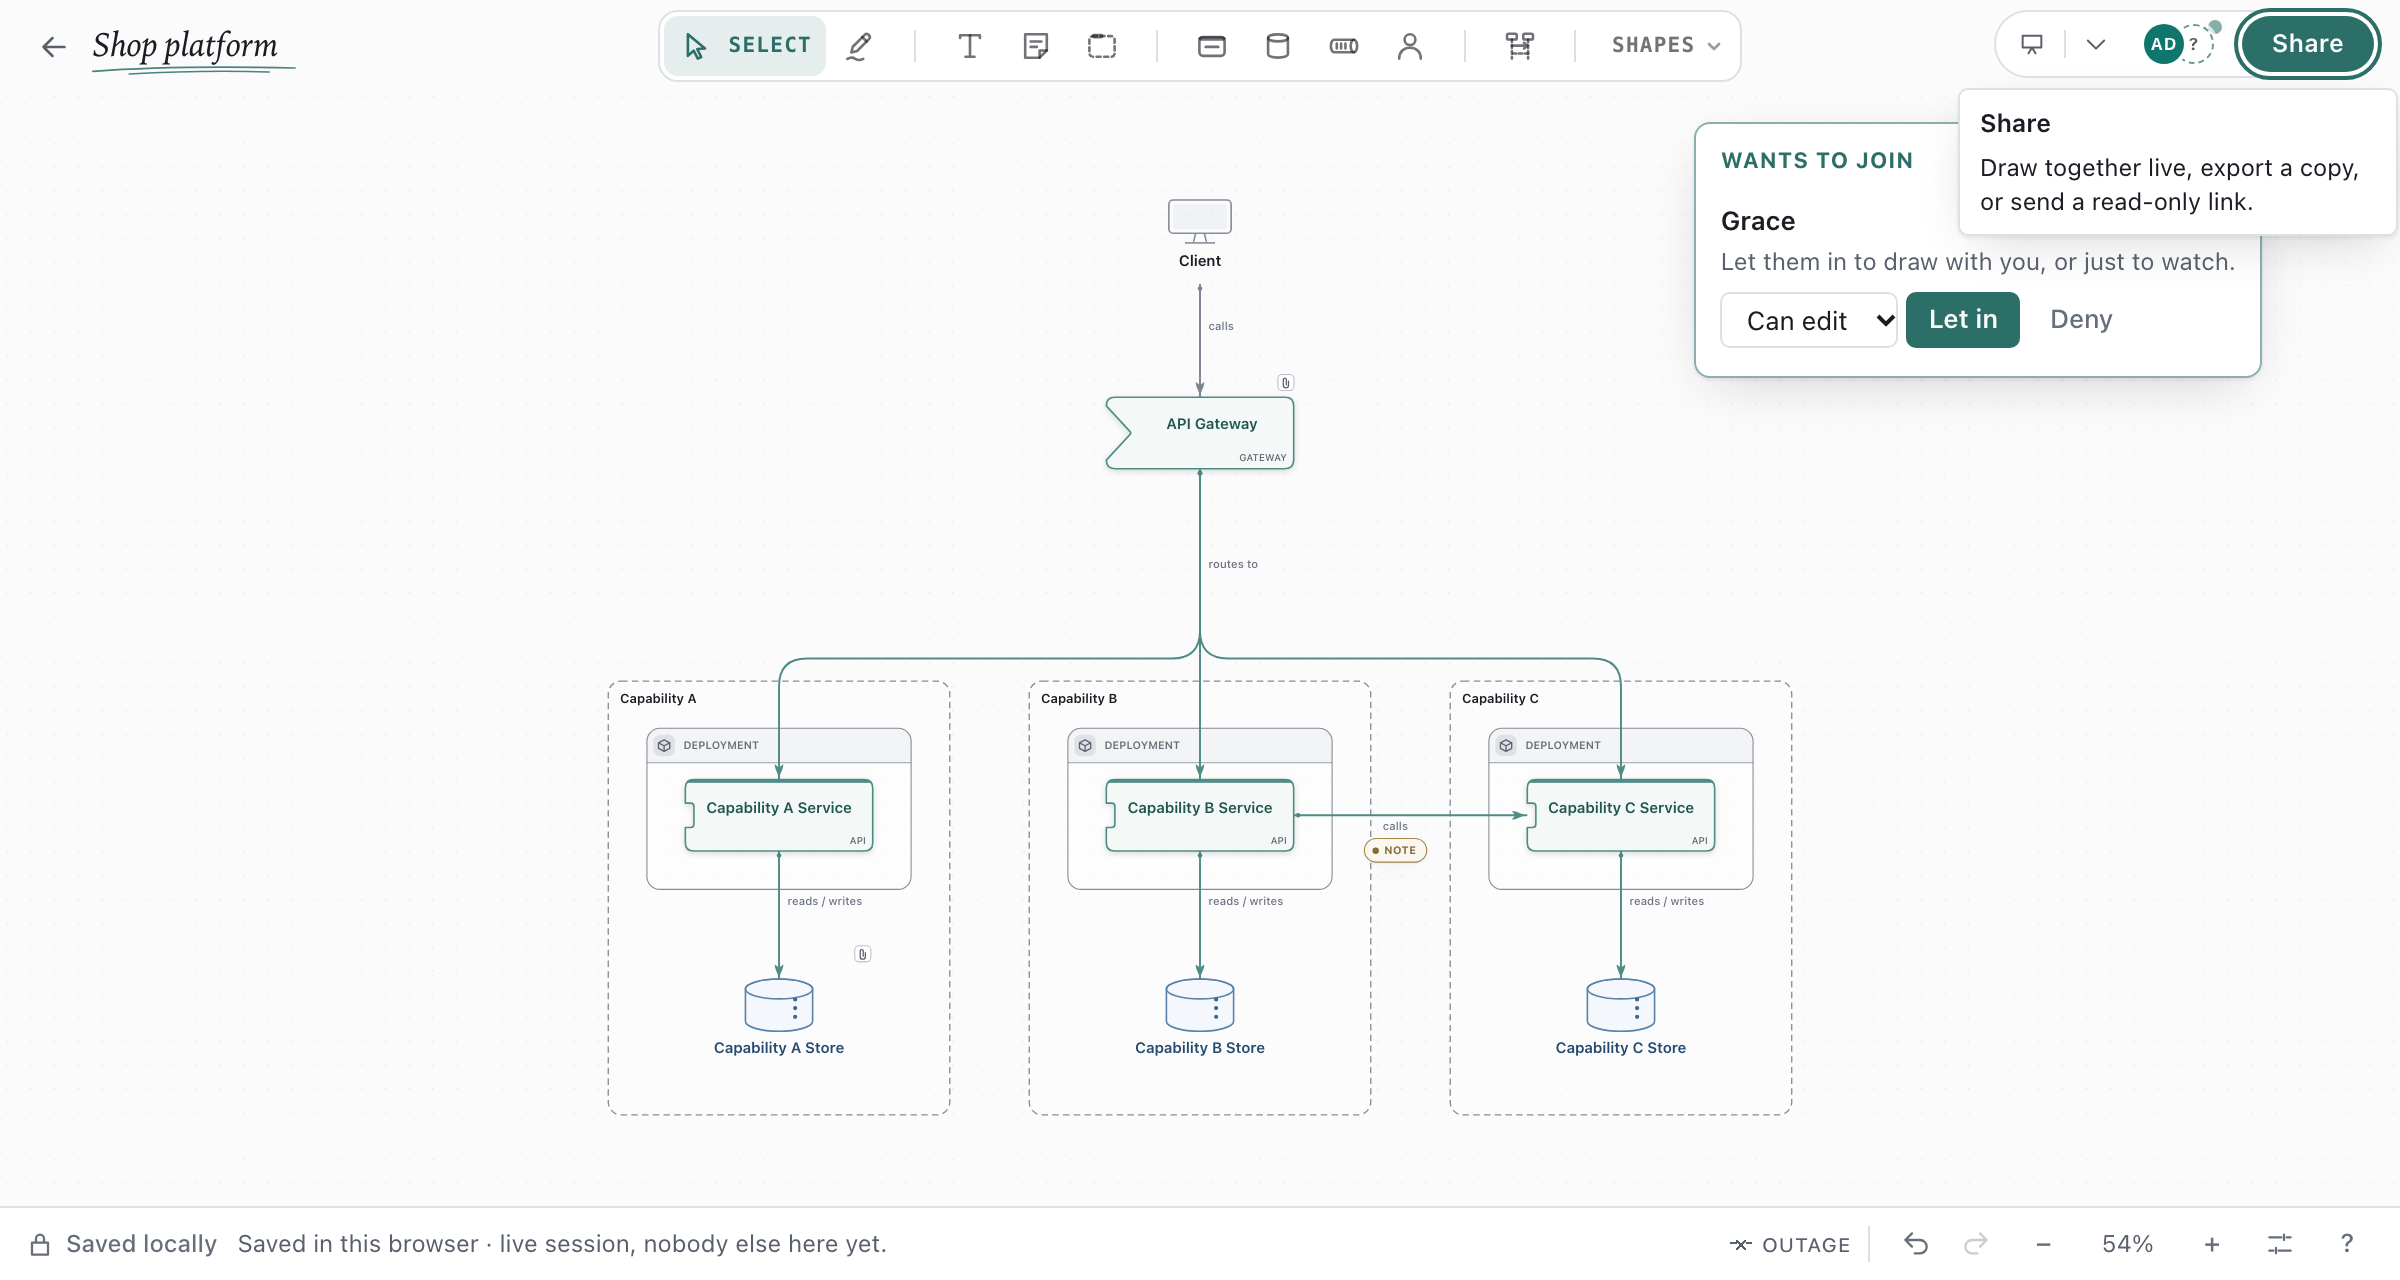 Shop platform
SELECT
SHAPES
AD
?
Share
Share
Draw together live, export a copy,
or send a read-only link.
WANTS TO JOIN
Grace
Let them in to draw with you, or just to watch.
Can edit
Let in
Deny
Client
calls
API Gateway
GATEWAY
routes to
Capability A
DEPLOYMENT
Capability A Service
API
reads / writes
Capability A Store
Capability B
DEPLOYMENT
Capability B Service
API
reads / writes
Capability B Store
calls
NOTE
Capability C
DEPLOYMENT
Capability C Service
API
reads / writes
Capability C Store
Saved locally
Saved in this browser · live session, nobody else here yet.
OUTAGE
54%
?